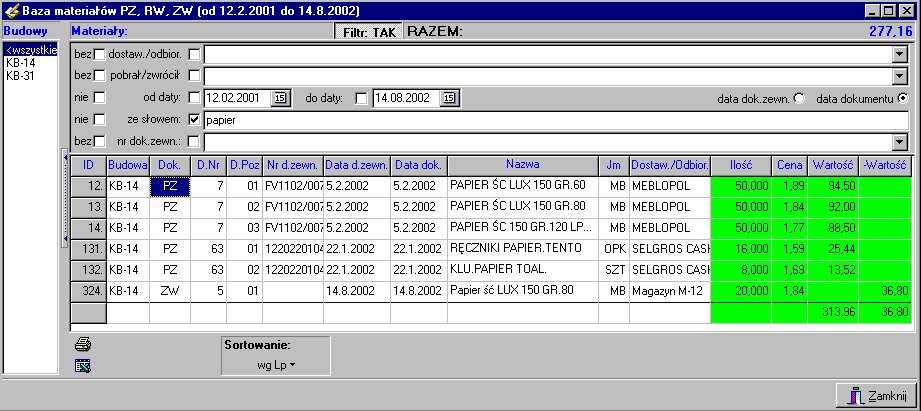 Baza materiałów PZ, RW, ZW (od 12.2.2001 do 14.8.2002)
Budowy Materiały: Filtr: TAK RAZEM: 277,16
<wszystkie
KB-14
KB-31
bez dostaw./odbior.
bez pobrał/zwrócił
nie od daty: 12.02.2001 15 do daty: 14.08.2002 15 data dok.zewn. data dokumentu
nie ze słowem: papier
bez nr dok.zewn.:
ID Budowa Dok. D.Nr D.Poz Nr d.zewn. Data d.zewn. Data dok. Nazwa Jm Dostaw./Odbior. Ilość Cena Wartość -Wartość
12. KB-14 PZ 7 01 FV1102/007 5.2.2002 5.2.2002 PAPIER ŚC LUX 150 GR.60 MB MEBLOPOL 50,000 1,89 94,50
13. KB-14 PZ 7 02 FV1102/007 5.2.2002 5.2.2002 PAPIER ŚC LUX 150 GR.80 MB MEBLOPOL 50,000 1,84 92,00
14. KB-14 PZ 7 03 FV1102/007 5.2.2002 5.2.2002 PAPIER ŚC 150 GR.120 LP... MB MEBLOPOL 50,000 1,77 88,50
131. KB-14 PZ 63 01 1220220104 22.1.2002 22.1.2002 RĘCZNIKI PAPIER.TENTO OPK SELGROS CASH 16,000 1,59 25,44
132. KB-14 PZ 63 02 1220220104 22.1.2002 22.1.2002 KLU.PAPIER TOAL. SZT SELGROS CASH 8,000 1,69 13,52
324. KB-14 ZW 5 01 14.8.2002 14.8.2002 Papier ść LUX 150 GR.80 MB Magazyn M-12 20,000 1,84 36,80
313,96 36,80
Sortowanie:
wg Lp
Zamknij